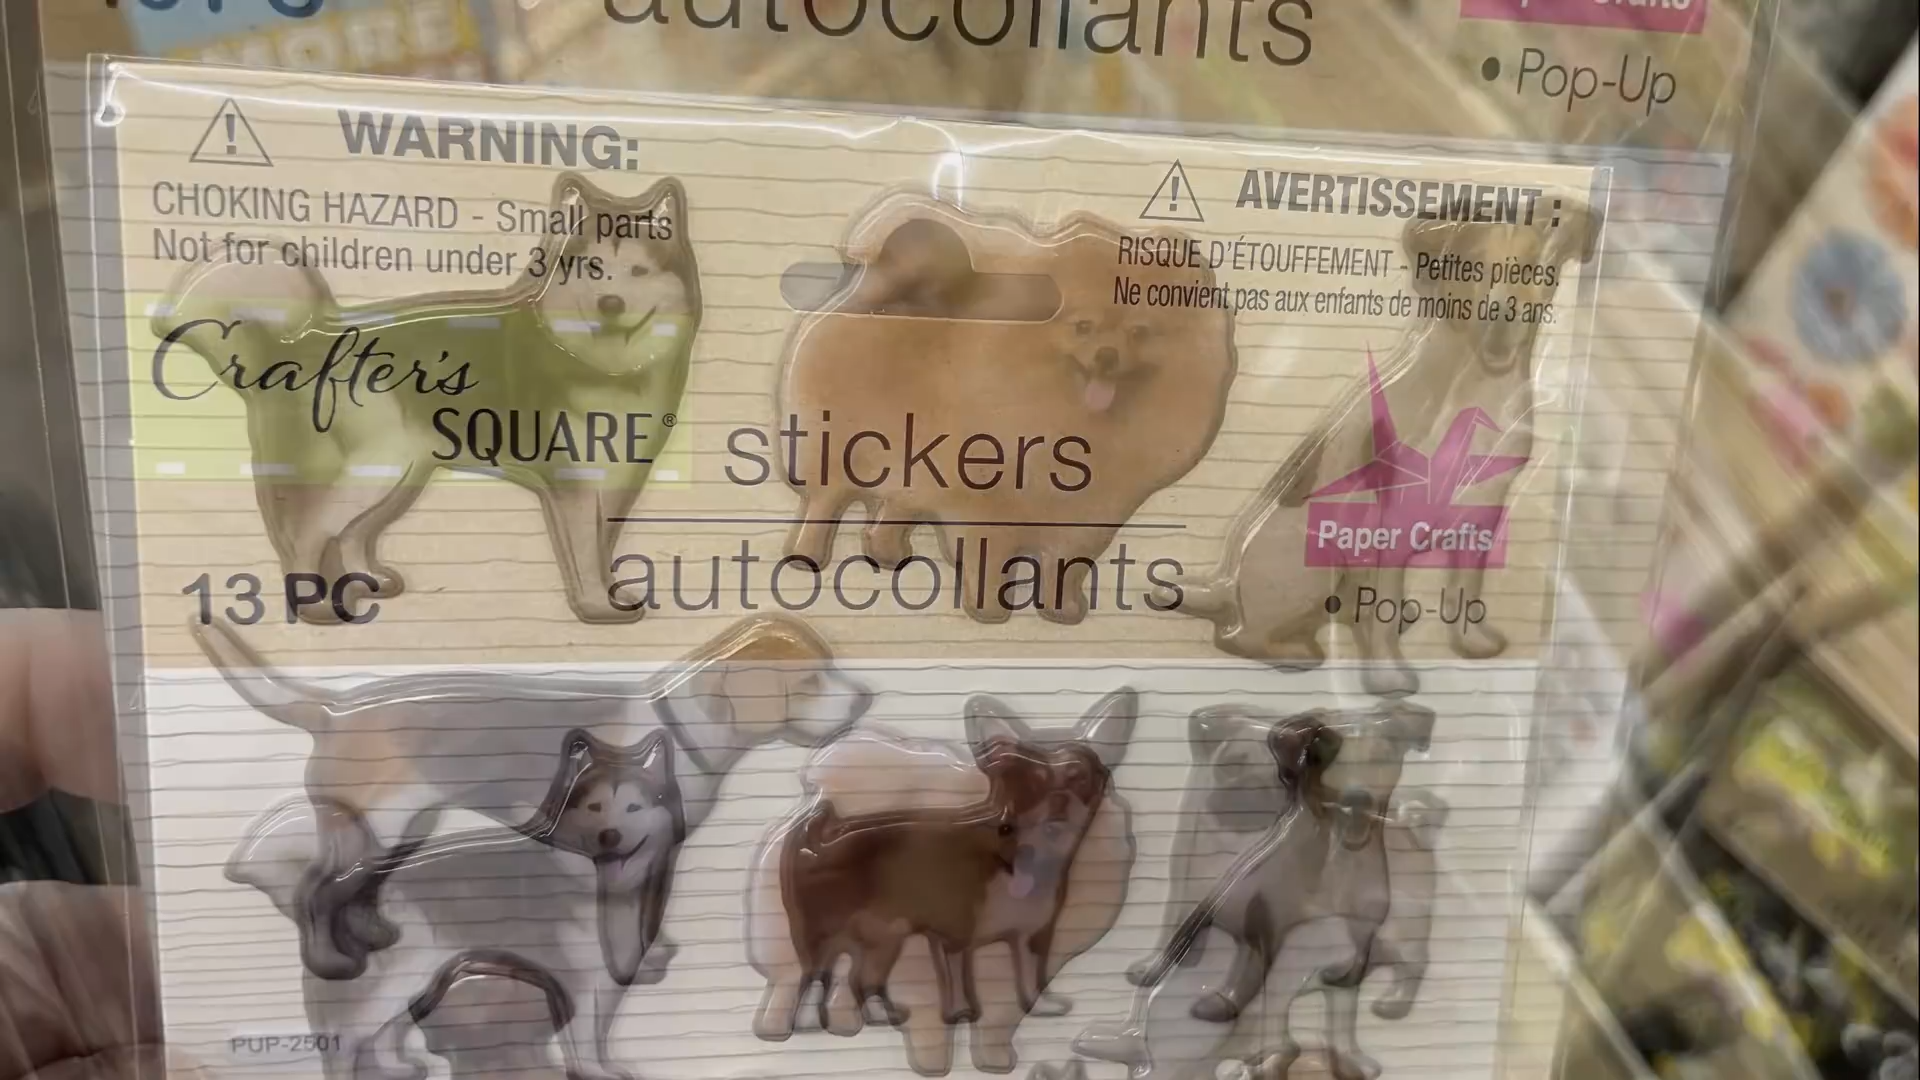 autocollants
• Pop-Up
WARNING:
CHOKING HAZARD - Small parts
Not for children under 3 yrs.
AVERTISSEMENT :
RISQUE D'ÉTOUFFEMENT - Petites pièces.
Ne convient pas aux enfants de moins de 3 ans.
Crafter's
SQUARE®
stickers
autocollants
13 PC
Paper Crafts
• Pop-Up
PUP-2501